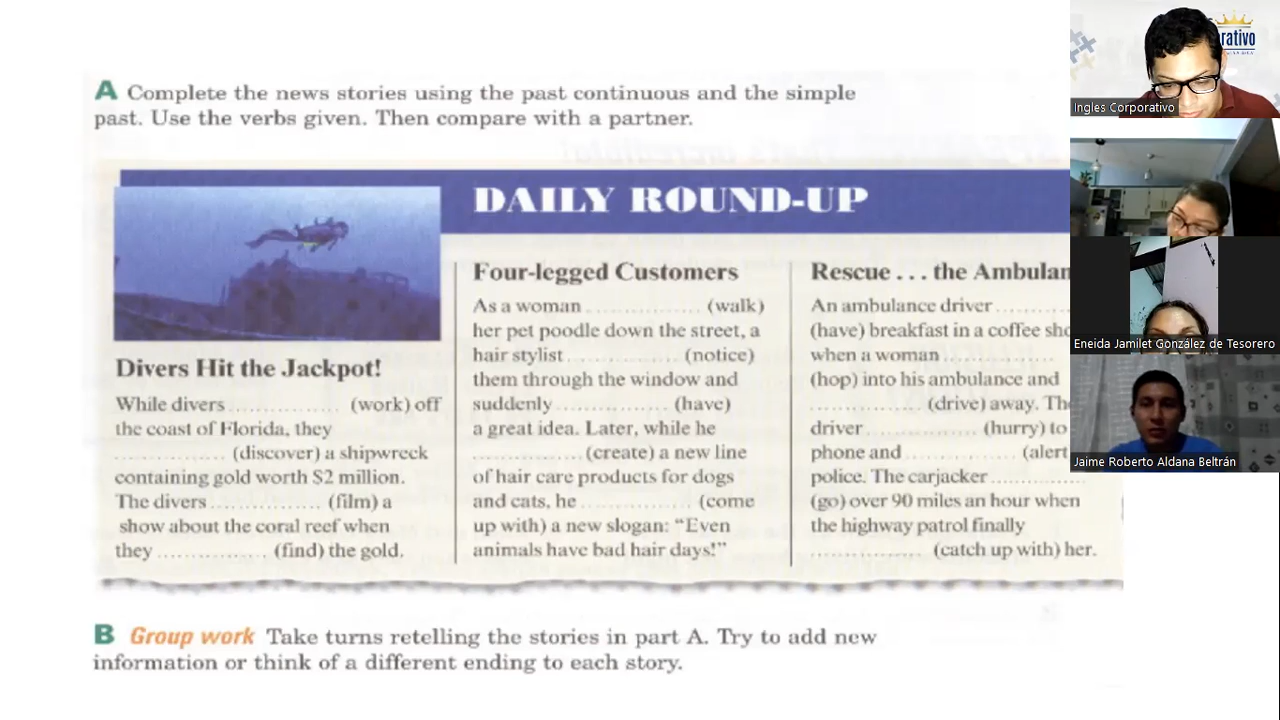 A Complete the news stories using the past continuous and the simple
past. Use the verbs given. Then compare with a partner.
DAILY ROUND-UP
Divers Hit the Jackpot!
While divers .................. (work) off
the coast of Florida, they
.................. (discover) a shipwreck
containing gold worth $2 million.
The divers .................. (film) a
show about the coral reef when
they .................. (find) the gold.
Four-legged Customers
As a woman .................. (walk)
her pet poodle down the street, a
hair stylist .................. (notice)
them through the window and
suddenly .................. (have)
a great idea. Later, while he
.................. (create) a new line
of hair care products for dogs
and cats, he .................. (come
up with) a new slogan: “Even
animals have bad hair days!”
Rescue . . . the Ambulan
An ambulance driver ............
(have) breakfast in a coffee sho
when a woman ..................
(hop) into his ambulance and
.................. (drive) away. Th
driver .................. (hurry) to
phone and .................. (alert
police. The carjacker ............
(go) over 90 miles an hour when
the highway patrol finally
.................. (catch up with) her.
B Group work Take turns retelling the stories in part A. Try to add new
information or think of a different ending to each story.
rativo
Ingles Corporativo
Eneida Jamilet González de Tesorero
Jaime Roberto Aldana Beltrán